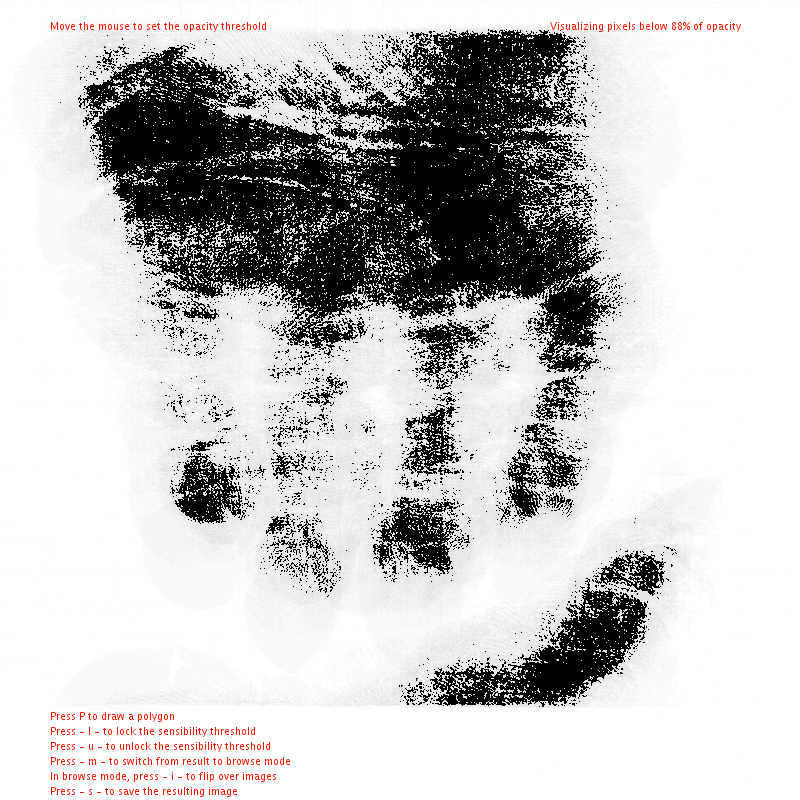 Move the mouse to set the opacity threshold
Visualizing pixels below 88% of opacity
Press P to draw a polygon
Press - l - to lock the sensibility threshold
Press - u - to unlock the sensibility threshold
Press - m - to switch from result to browse mode
In browse mode, press - i - to flip over images
Press - s - to save the resulting image